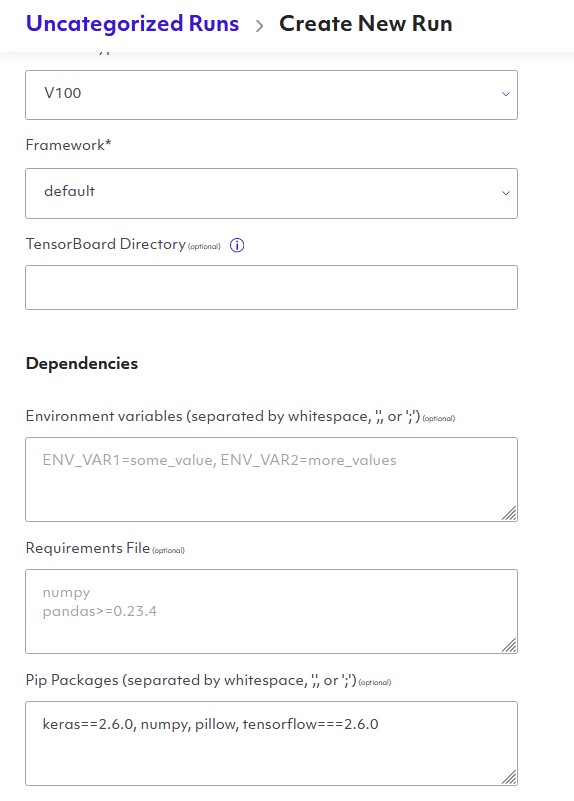 Uncategorized Runs > Create New Run
V100
Framework*
default
TensorBoard Directory (optional)
Dependencies
Environment variables (separated by whitespace, ',', or ';') (optional)
ENV_VAR1=some_value, ENV_VAR2=more_values
Requirements File (optional)
numpy
pandas>=0.23.4
Pip Packages (separated by whitespace, ',', or ';') (optional)
keras==2.6.0, numpy, pillow, tensorflow===2.6.0